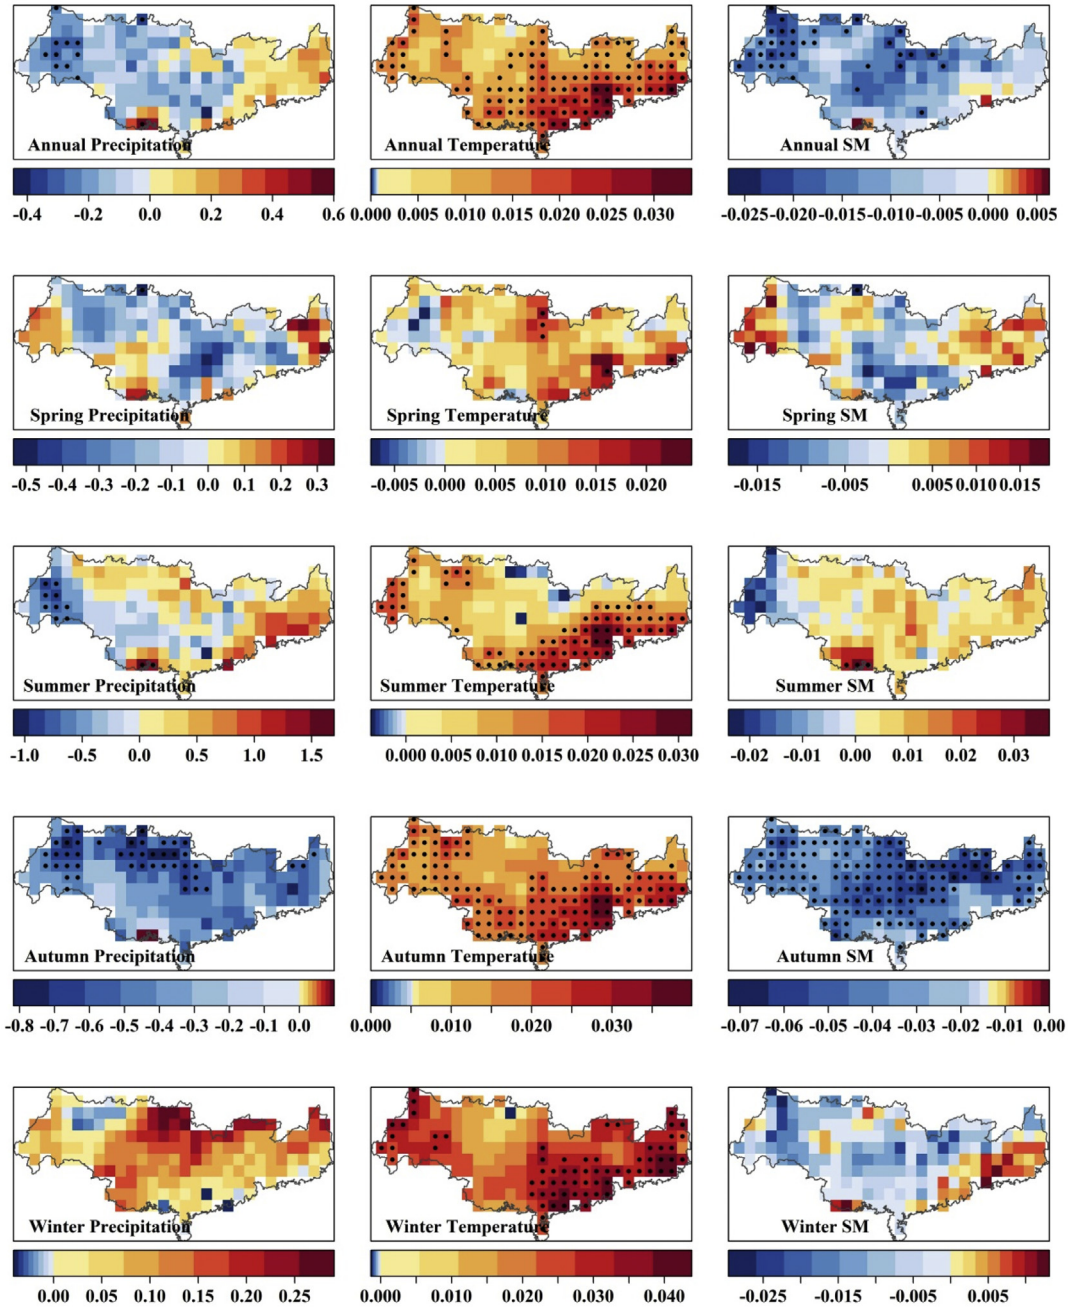 Annual Precipitation Annual Temperature Annual SM
-0.4 -0.2 0.0 0.2 0.4 0.6 0.000 0.005 0.010 0.015 0.020 0.025 0.030 -0.025 -0.020 -0.015 -0.010 -0.005 0.000 0.005
Spring Precipitation Spring Temperature Spring SM
-0.5 -0.4 -0.3 -0.2 -0.1 0.0 0.1 0.2 0.3 -0.005 0.000 0.005 0.010 0.020 -0.015 -0.005 0.005 0.010 0.015
Summer Precipitation Summer Temperature Summer SM
-1.0 -0.5 0.0 0.5 1.0 1.5 0.000 0.005 0.010 0.015 0.020 0.025 0.030 -0.02 -0.01 0.00 0.01 0.02 0.03
Autumn Precipitation Autumn Temperature Autumn SM
-0.8 -0.7 -0.6 -0.5 -0.4 -0.3 -0.2 -0.1 0.0 0.000 0.010 0.020 0.030 -0.07 -0.06 -0.05 -0.04 -0.03 -0.02 -0.01 0.00
Winter Precipitation Winter Temperature Winter SM
0.00 0.05 0.10 0.15 0.20 0.25 0.000 0.010 0.020 0.030 0.040 -0.025 -0.015 -0.005 0.005